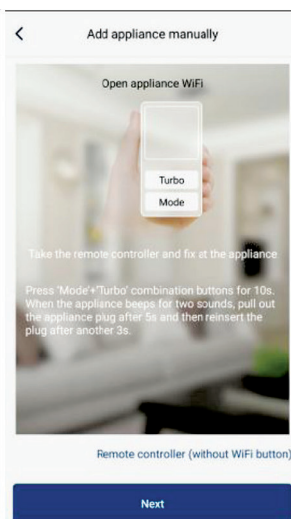 Add appliance manually
Open appliance WiFi
Turbo
Mode
Take the remote controller and fix at the appliance
Press 'Mode'+'Turbo' combination buttons for 10s.
When the appliance beeps for two sounds, pull out
the appliance plug after 5s and then reinsert the
plug after another 3s.
Remote controller (without WiFi button)
Next